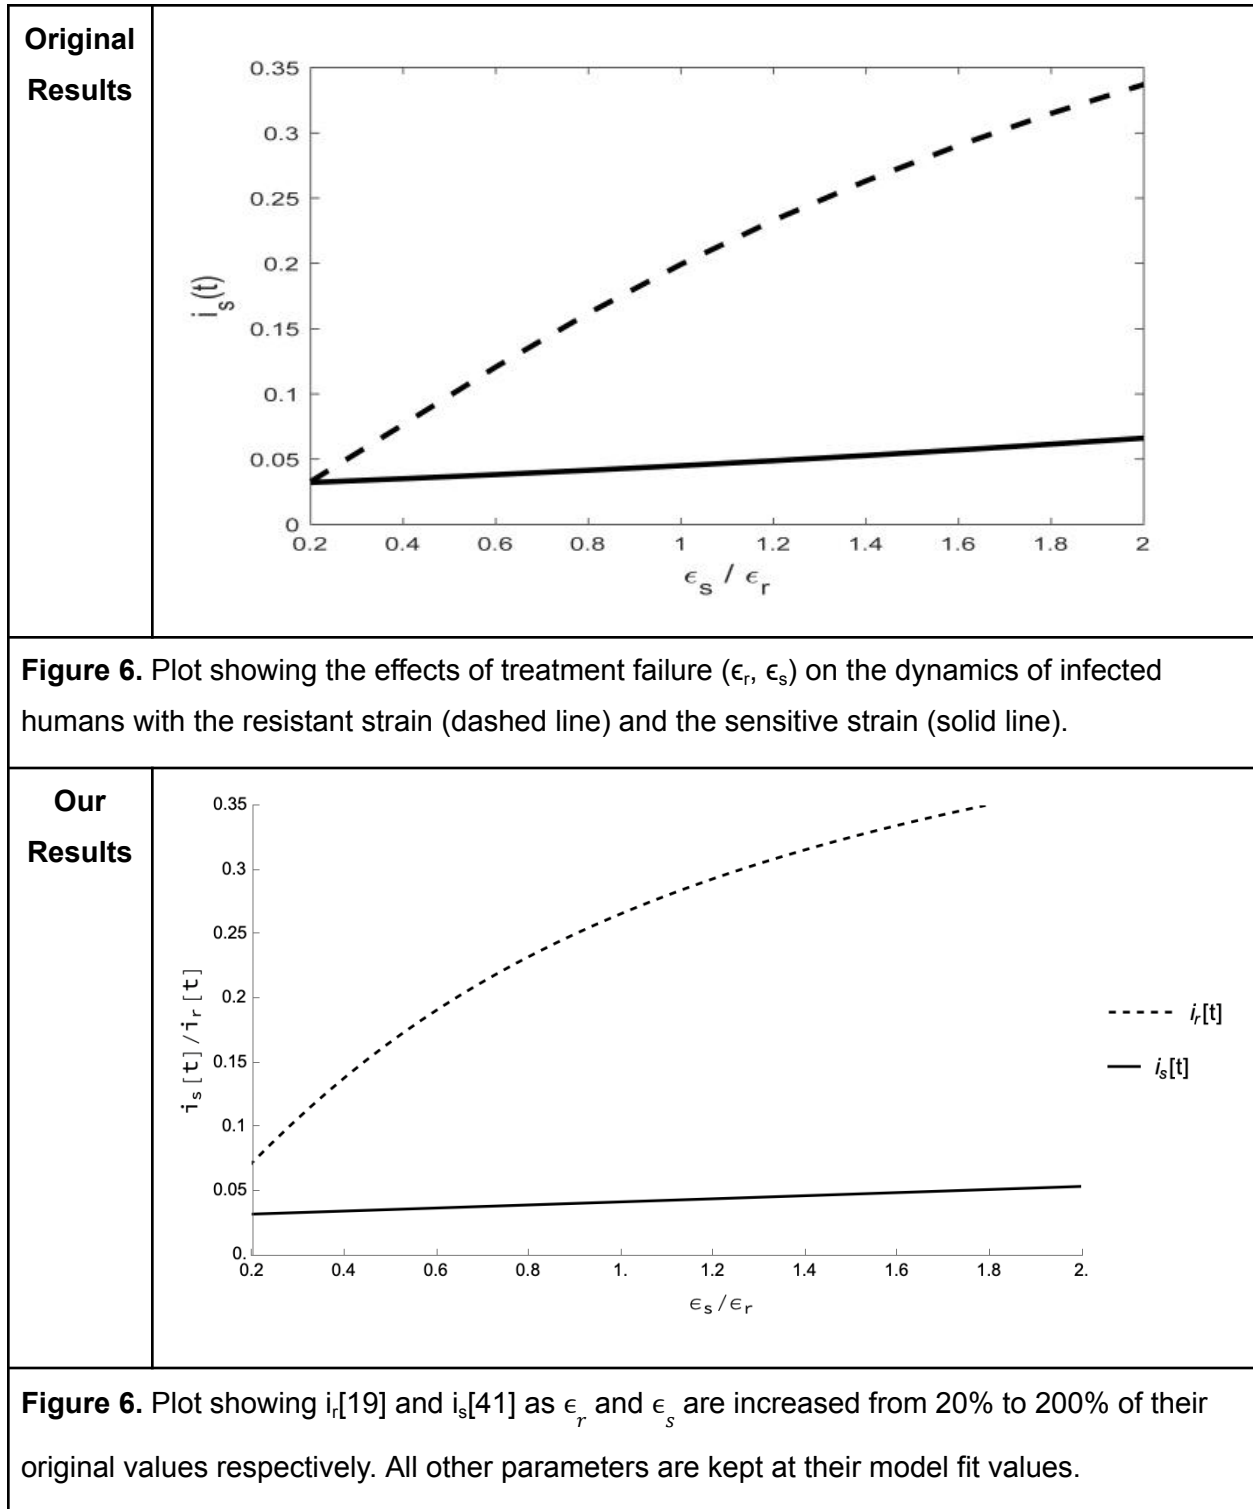 Original
Results
0.35
0.3
0.25
0.2
0.15
0.1
0.05
0
i_s(t)
0.2 0.4 0.6 0.8 1 1.2 1.4 1.6 1.8 2
ϵ_s / ϵ_r
Figure 6. Plot showing the effects of treatment failure (ϵ_r, ϵ_s) on the dynamics of infected
humans with the resistant strain (dashed line) and the sensitive strain (solid line).
Our
Results
0.35
0.3
0.25
0.2
0.15
0.1
0.05
0.
i_s[t]/i_r[t]
0.2 0.4 0.6 0.8 1. 1.2 1.4 1.6 1.8 2.
ϵ_s/ϵ_r
i_r[t]
i_s[t]
Figure 6. Plot showing i_r[19] and i_s[41] as ϵ_r and ϵ_s are increased from 20% to 200% of their
original values respectively. All other parameters are kept at their model fit values.